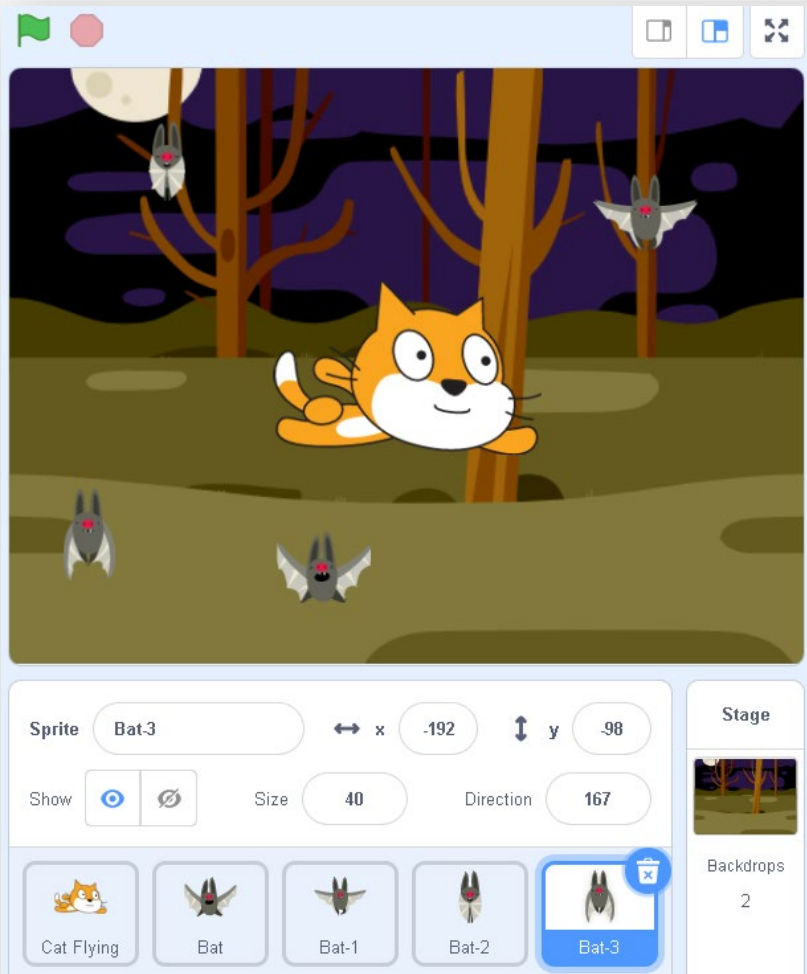 Sprite Bat-3 x -192 y -98
Show Size 40 Direction 167
Stage
Backdrops
2
Cat Flying Bat Bat-1 Bat-2 Bat-3